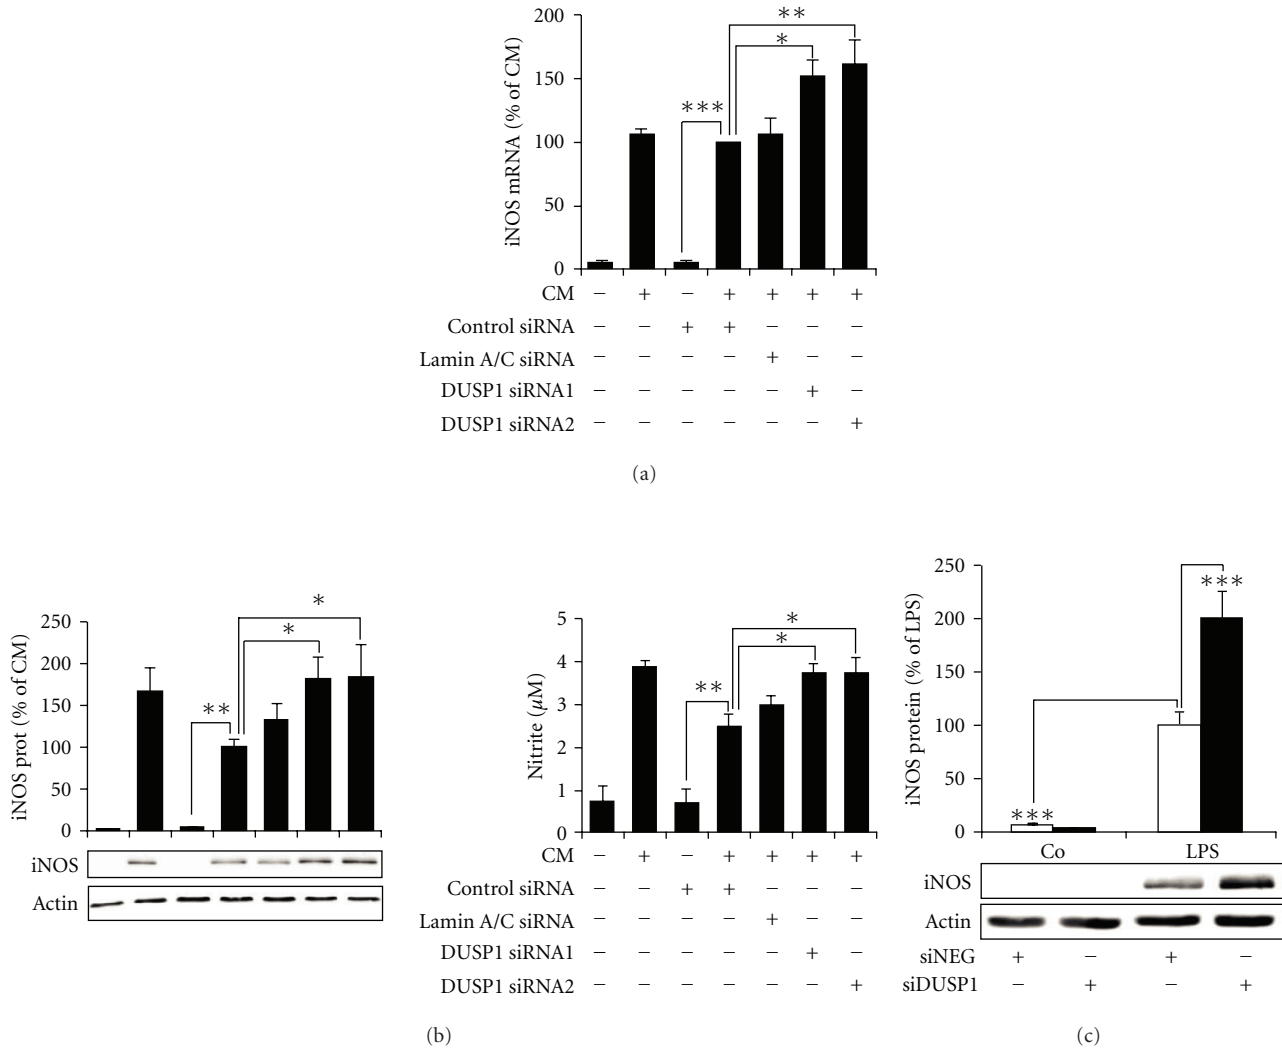 200
150
100
50
0
iNOS mRNA (% of CM)
***
*
**
CM − + − + + + +
Control siRNA − − + + − − −
Lamin A/C siRNA − − − − + − −
DUSP1 siRNA1 − − − − − + −
DUSP1 siRNA2 − − − − − − +
(a)
250
200
150
100
50
0
iNOS prot (% of CM)
**
*
*
iNOS
Actin
5
4
3
2
1
0
Nitrite (μM)
**
*
*
CM − + − + + + +
Control siRNA − − + + − − −
Lamin A/C siRNA − − − − + − −
DUSP1 siRNA1 − − − − − + −
DUSP1 siRNA2 − − − − − − +
(b)
250
200
150
100
50
0
iNOS protein (% of LPS)
***
***
Co LPS
iNOS
Actin
siNEG + − + −
siDUSP1 − + − +
(c)